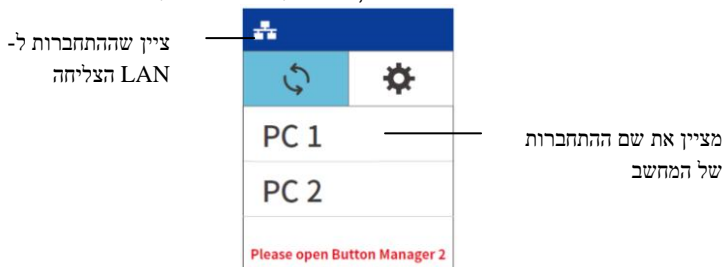 ציין שההתחברות ל-
LAN הצליחה
PC 1
מציין את שם ההתחברות
של המחשב
PC 2
Please open Button Manager 2